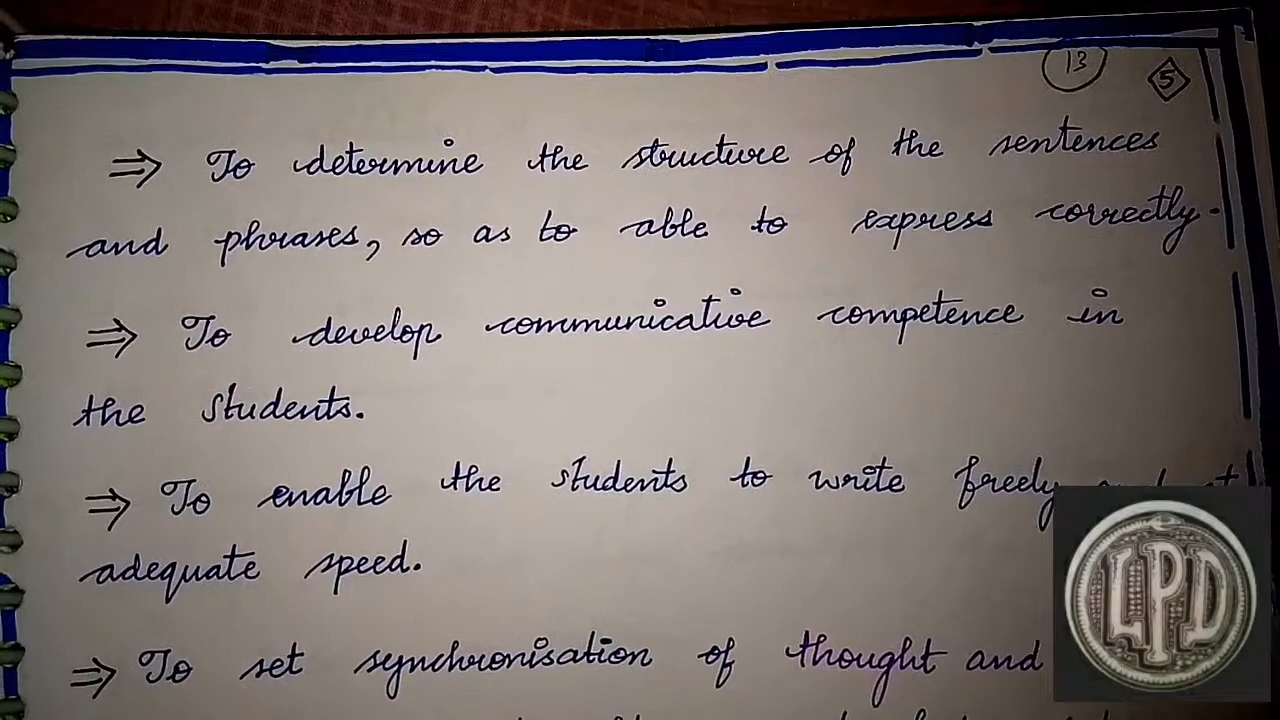 13
5
⇒ To determine the structure of the sentences
and phrases, so as to able to express correctly.
⇒ To develop communicative competence in
the students.
⇒ To enable the students to write freely
adequate speed.
⇒ To set synchronisation of thought and
LPD